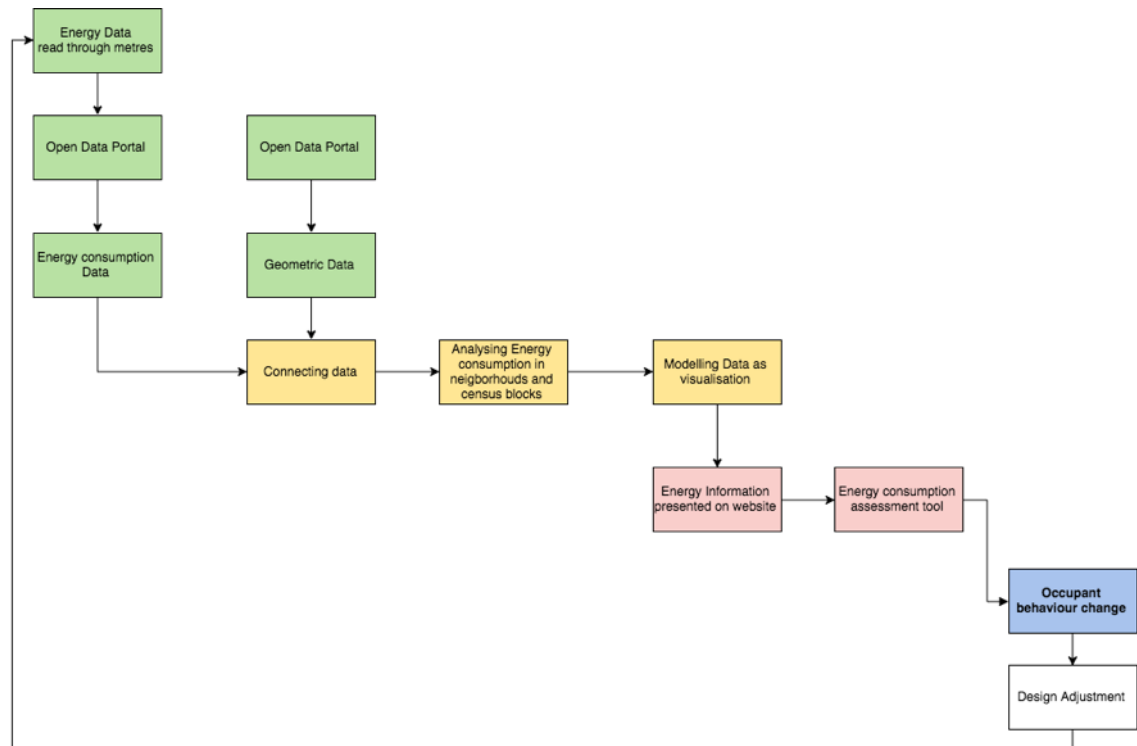 Energy Data
read through metres
Open Data Portal
Open Data Portal
Energy consumption
Data
Geometric Data
Connecting data
Analysing Energy
consumption in
neigborhouds and
census blocks
Modelling Data as
visualisation
Energy Information
presented on website
Energy consumption
assessment tool
Occupant
behaviour change
Design Adjustment